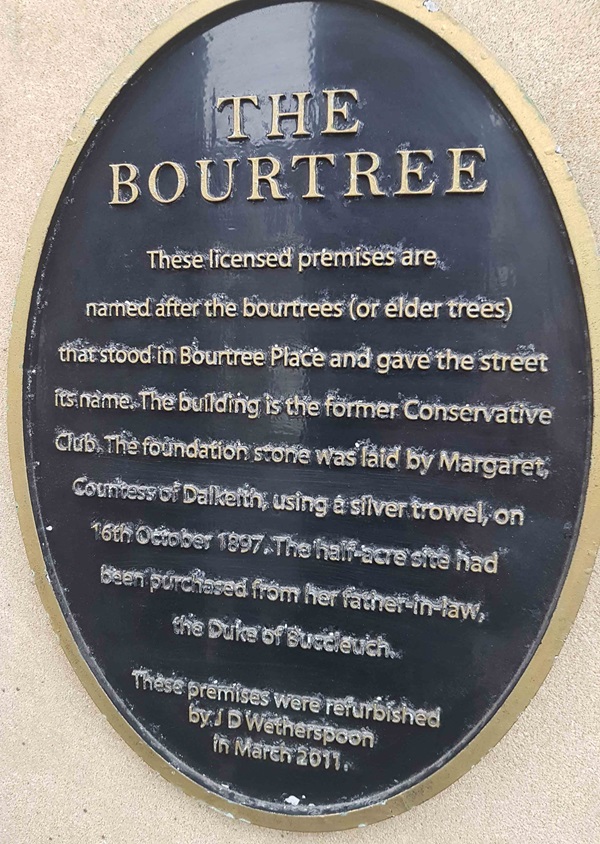 THE
BOURTREE
These licensed premises are
named after the bourtrees (or elder trees)
that stood in Bourtree Place and gave the street
its name. The building is the former Conservative
Club. The foundation stone was laid by Margaret,
Countess of Dalkeith, using a silver trowel, on
16th October 1897. The half-acre site had
been purchased from her father-in-law,
the Duke of Buccleuch.
These premises were refurbished
by J D Wetherspoon
in March 2011.